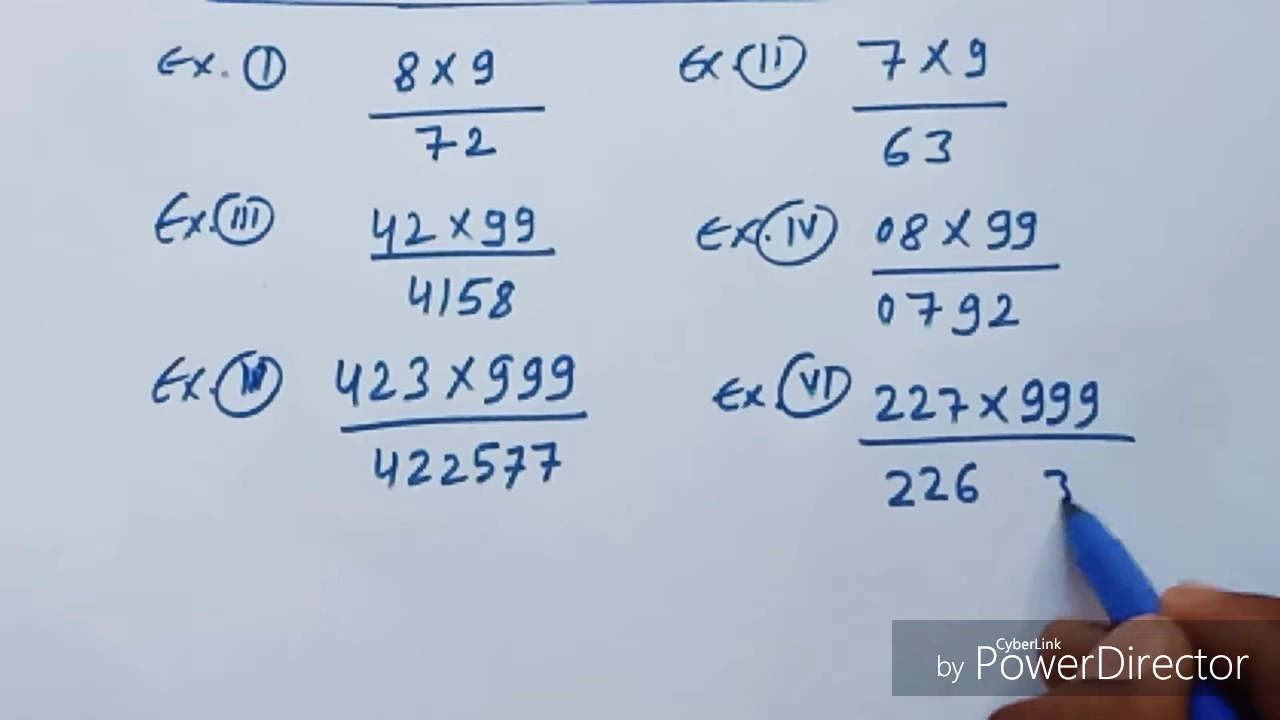 Ex. (I) 8 x 9
72
Ex. (II) 7 x 9
63
Ex. (III) 42 x 99
4158
Ex. (IV) 08 x 99
0792
Ex. 423 x 999
422577
Ex. (VI) 227 x 999
226 3
CyberLink
by PowerDirector